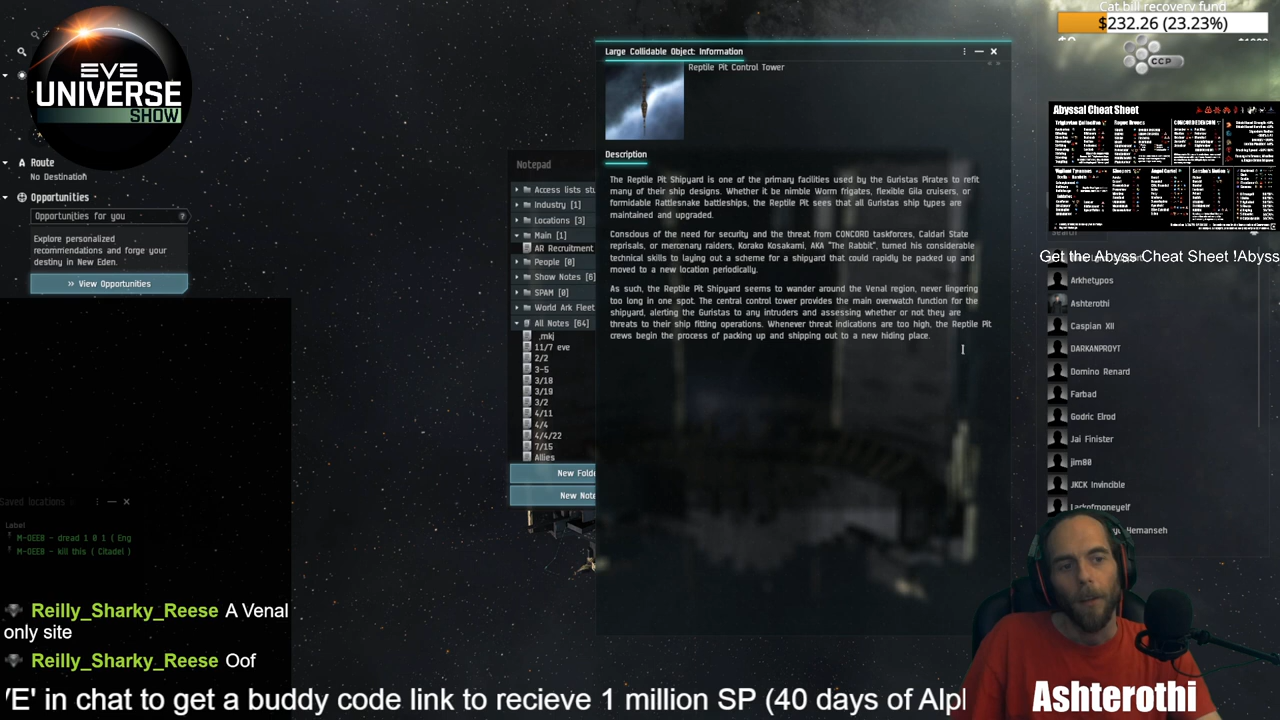 EVE
UNIVERSE
SHOW
Route
No Destination
Opportunities
Opportunities for you
Explore personalized
recommendations and forge your
destiny in New Eden.
>> View Opportunities
Saved locations
Label
M-OEE8 - dread 1 0 1 ( Eng
M-OEE8 - kill this ( Citadel )
Reilly_Sharky_Reese A Venal
only site
Reilly_Sharky_Reese Oof
'E' in chat to get a buddy code link to recieve 1 million SP (40 days of Alpl
Notepad
Access lists stu
Industry [1]
Locations [3]
Main [1]
AR Recruitment
People [0]
Show Notes [6]
SPAM [0]
World Ark Fleet
All Notes [64]
.mkj
11/7 eve
2/2
3-5
3/18
3/19
3/2
4/11
4/4
4/4/22
7/15
Allies
New Folde
New Note
Large Collidable Object: Information
Reptile Pit Control Tower
Description
The Reptile Pit Shipyard is one of the primary facilities used by the Guristas Pirates to refit
many of their ship designs. Whether it be nimble Worm frigates, flexible Gila cruisers, or
formidable Rattlesnake battleships, the Reptile Pit sees that all Guristas ship types are
maintained and upgraded.
Conscious of the need for security and the threat from CONCORD taskforces, Caldari State
reprisals, or mercenary raiders, Korako Kosakami, AKA "The Rabbit", turned his considerable
technical skills to laying out a scheme for a shipyard that could rapidly be packed up and
moved to a new location periodically.
As such, the Reptile Pit Shipyard seems to wander around the Venal region, never lingering
too long in one spot. The central control tower provides the main overwatch function for the
shipyard, alerting the Guristas to any intruders and assessing whether or not they are
threats to their ship fitting operations. Whenever threat indications are too high, the Reptile Pit
crews begin the process of packing up and shipping out to a new hiding place.
Cat bill recovery fund
$232.26 (23.23%)
CCP
Abyssal Cheat Sheet
Get the Abyss Cheat Sheet !Abyss
Arkhetypos
Ashterothi
Caspian XII
DARKANPROYT
Domino Renard
Farbad
Godric Elrod
Jai Finister
jim80
JKCK Invincible
Lackofmoneyelf
Hemanseh
Ashterothi